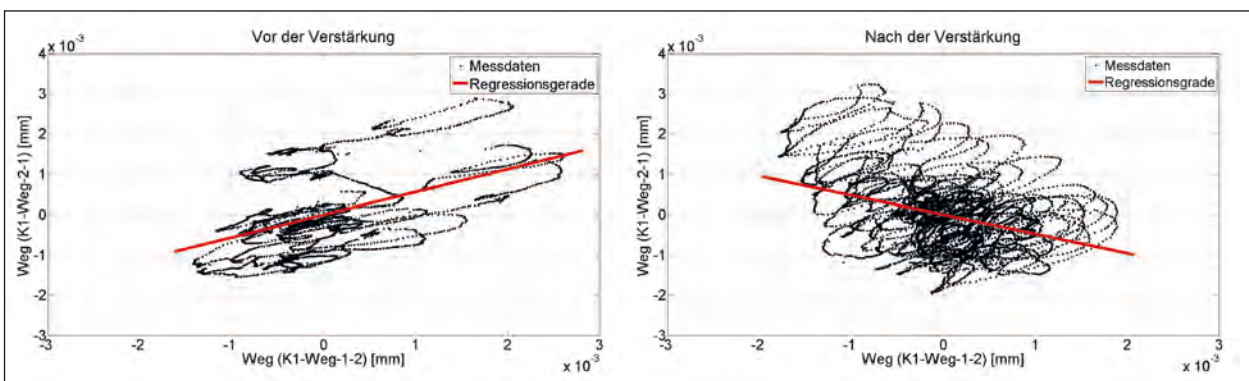 Vor der Verstärkung
x 10⁻³
4
3
2
1
0
-1
-2
-3
Weg (K1-Weg-2-1) [mm]
Messdaten
Regressionsgerade
-3 -2 -1 0 1 2 3
x 10⁻³
Weg (K1-Weg-1-2) [mm]
Nach der Verstärkung
x 10⁻³
4
3
2
1
0
-1
-2
-3
Weg (K1-Weg-2-1) [mm]
Messdaten
Regressionsgrade
-3 -2 -1 0 1 2 3
x 10⁻³
Weg (K1-Weg-1-2) [mm]